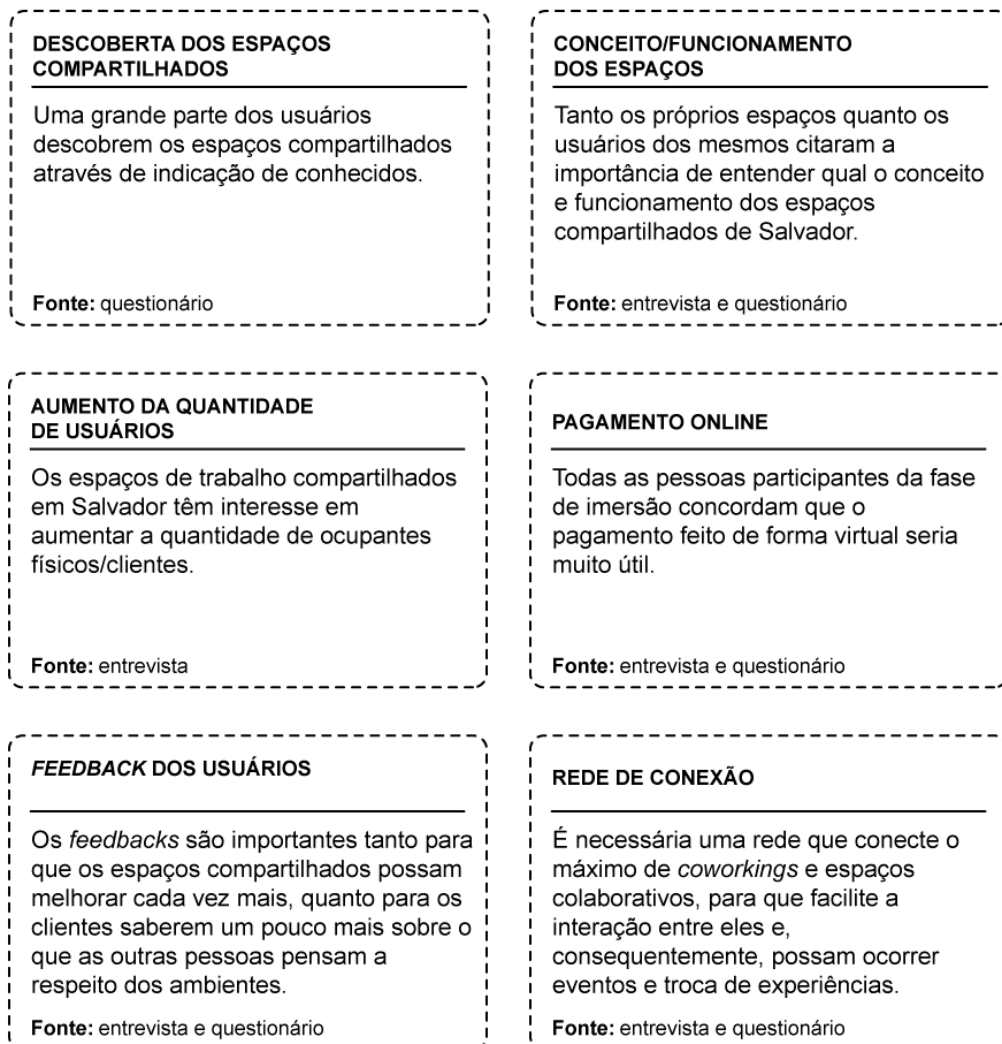 DESCOBERTA DOS ESPAÇOS
COMPARTILHADOS
Uma grande parte dos usuários
descobrem os espaços compartilhados
através de indicação de conhecidos.
Fonte: questionário
CONCEITO/FUNCIONAMENTO
DOS ESPAÇOS
Tanto os próprios espaços quanto os
usuários dos mesmos citaram a
importância de entender qual o conceito
e funcionamento dos espaços
compartilhados de Salvador.
Fonte: entrevista e questionário
AUMENTO DA QUANTIDADE
DE USUÁRIOS
Os espaços de trabalho compartilhados
em Salvador têm interesse em
aumentar a quantidade de ocupantes
físicos/clientes.
Fonte: entrevista
PAGAMENTO ONLINE
Todas as pessoas participantes da fase
de imersão concordam que o
pagamento feito de forma virtual seria
muito útil.
Fonte: entrevista e questionário
FEEDBACK DOS USUÁRIOS
Os feedbacks são importantes tanto para
que os espaços compartilhados possam
melhorar cada vez mais, quanto para os
clientes saberem um pouco mais sobre o
que as outras pessoas pensam a
respeito dos ambientes.
Fonte: entrevista e questionário
REDE DE CONEXÃO
É necessária uma rede que conecte o
máximo de coworkings e espaços
colaborativos, para que facilite a
interação entre eles e,
consequentemente, possam ocorrer
eventos e troca de experiências.
Fonte: entrevista e questionário